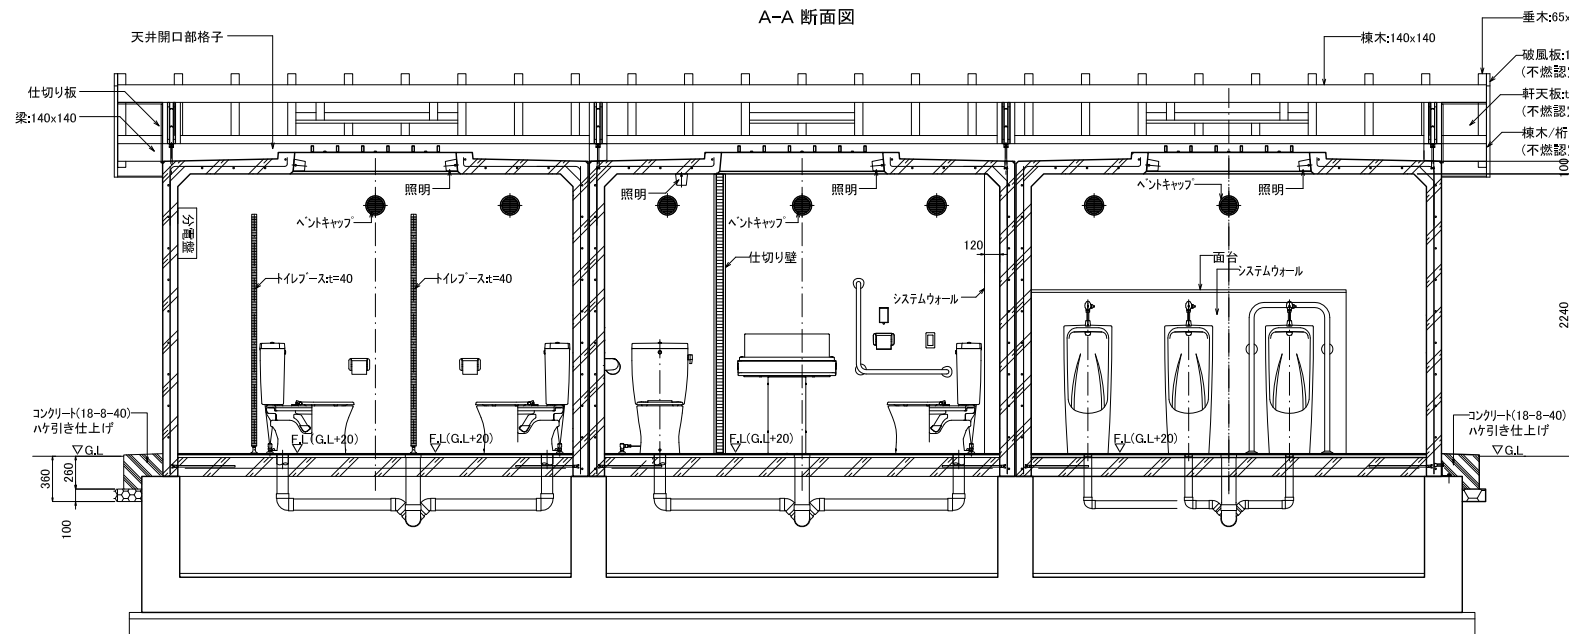 A-A 断面図
天井開口部格子
棟木:140x140
垂木:65x
破風板:1
(不燃認
仕切り板
軒天板:t
(不燃認
梁:140x140
棟木/桁
(不燃認
100
照明
照明
照明
照明
ベントキャップ
ベントキャップ
ベントキャップ
分電盤
120
仕切り壁
面台
システムウォール
トイレブース:t=40
トイレブース:t=40
システムウォール
2240
コンクリート(18-8-40)
ハケ引き仕上げ
コンクリート(18-8-40)
ハケ引き仕上げ
F.L(G.L+20)
F.L(G.L+20)
F.L(G.L+20)
F.L(G.L+20)
F.L(G.L+20)
▽G.L
▽G.L
360
260
100